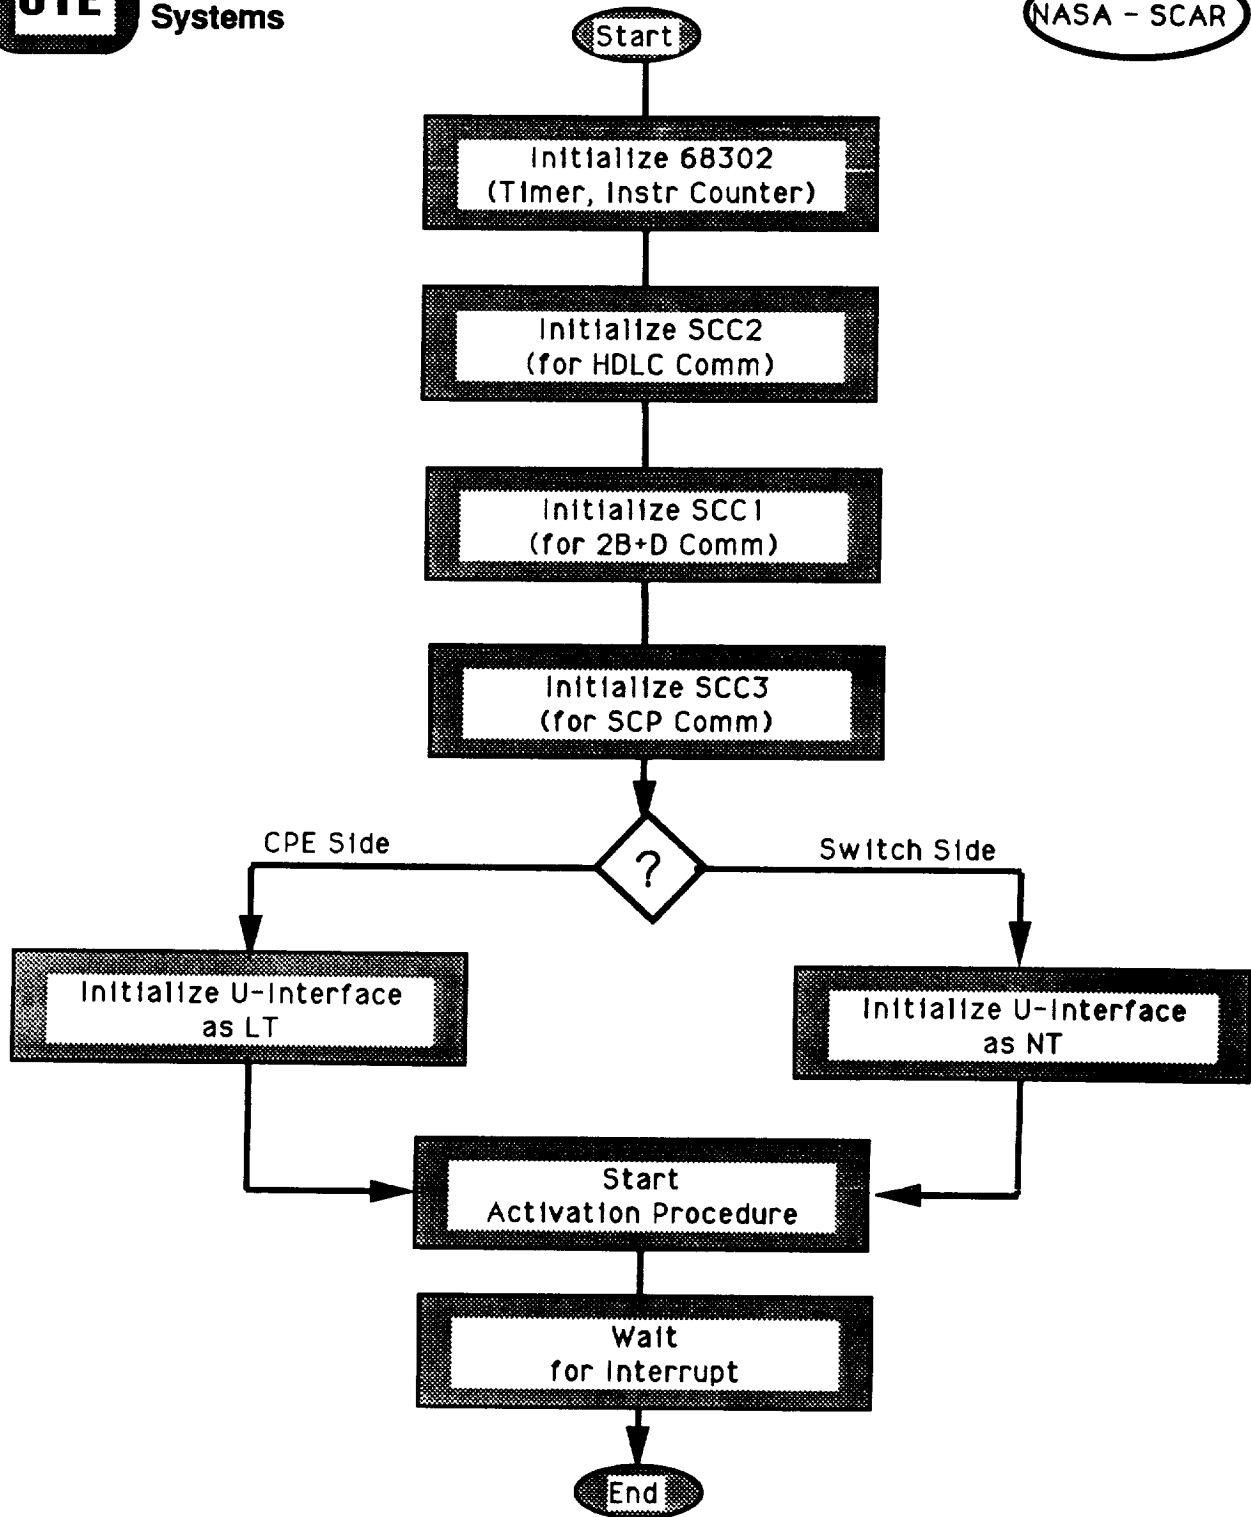 Systems
NASA - SCAR
Start
Initialize 68302
(Timer, Instr Counter)
Initialize SCC2
(for HDLC Comm)
Initialize SCC1
(for 2B+D Comm)
Initialize SCC3
(for SCP Comm)
?
CPE Side
Switch Side
Initialize U-Interface
as LT
Initialize U-Interface
as NT
Start
Activation Procedure
Wait
for Interrupt
End